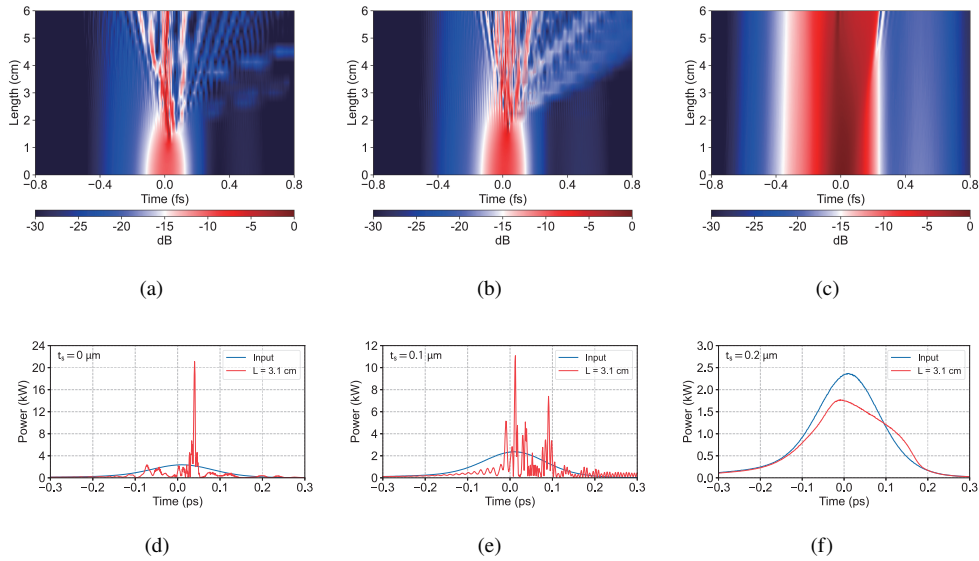 Length (cm)
6
5
4
3
2
1
0
−0.8 −0.4 0.0 0.4 0.8
Time (fs)
-30 -25 -20 -15 -10 -5 0
dB
(a)
Length (cm)
6
5
4
3
2
1
0
−0.8 −0.4 0.0 0.4 0.8
Time (fs)
-30 -25 -20 -15 -10 -5 0
dB
(b)
Length (cm)
6
5
4
3
2
1
0
−0.8 −0.4 0.0 0.4 0.8
Time (fs)
-30 -25 -20 -15 -10 -5 0
dB
(c)
Power (kW)
24
20
16
12
8
4
0
t_s = 0 μm
Input
L = 3.1 cm
−0.3 −0.2 −0.1 0.0 0.1 0.2 0.3
Time (ps)
(d)
Power (kW)
12
10
8
6
4
2
0
t_s = 0.1 μm
Input
L = 3.1 cm
−0.3 −0.2 −0.1 0.0 0.1 0.2 0.3
Time (ps)
(e)
Power (kW)
3.0
2.5
2.0
1.5
1.0
0.5
0.0
t_s = 0.2 μm
Input
L = 3.1 cm
−0.3 −0.2 −0.1 0.0 0.1 0.2 0.3
Time (ps)
(f)